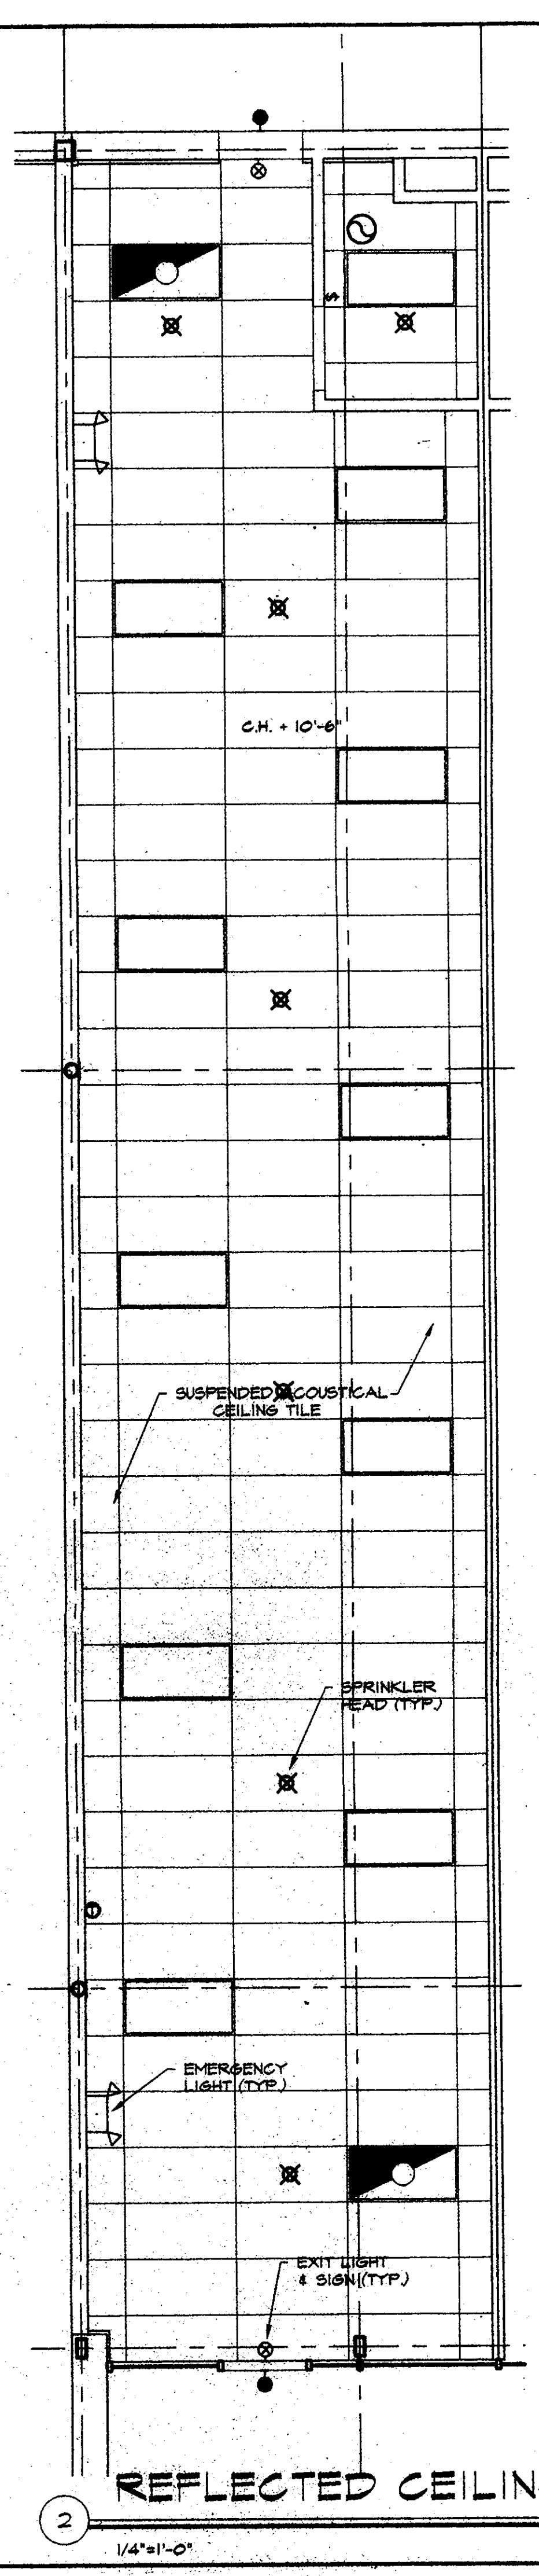 $
C.H. + 10'-6"
SUSPENDED ACOUSTICAL
CEILING TILE
SPRINKLER
HEAD (TYP.)
EMERGENCY
LIGHT (TYP.)
EXIT LIGHT
& SIGN (TYP.)
REFLECTED CEILIN
2
1/4"=1'-0"